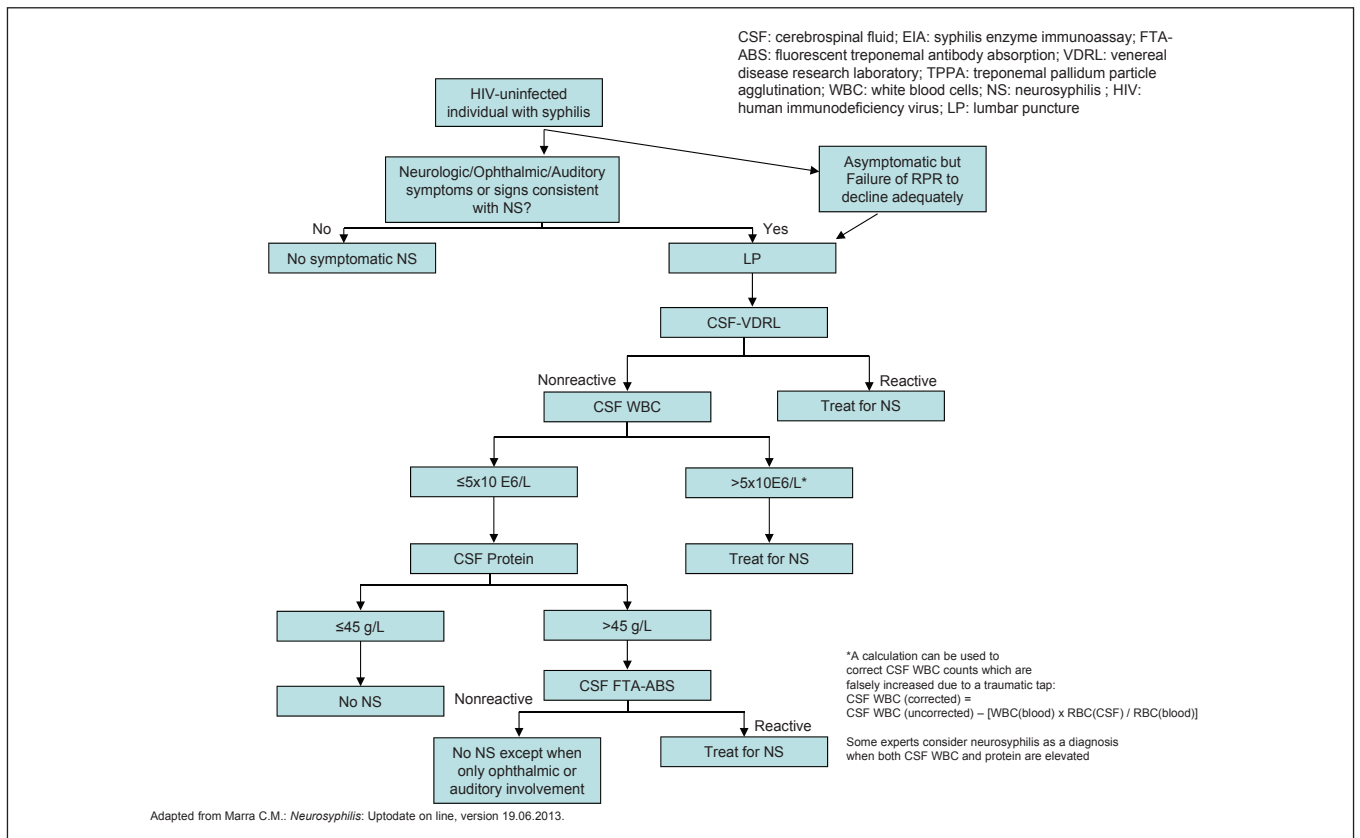 CSF: cerebrospinal fluid; EIA: syphilis enzyme immunoassay; FTA-
ABS: fluorescent treponemal antibody absorption; VDRL: venereal
disease research laboratory; TPPA: treponemal pallidum particle
agglutination; WBC: white blood cells; NS: neurosyphilis ; HIV:
human immunodeficiency virus; LP: lumbar puncture
HIV-uninfected
individual with syphilis
Neurologic/Ophthalmic/Auditory
symptoms or signs consistent
with NS?
Asymptomatic but
Failure of RPR to
decline adequately
No
Yes
No symptomatic NS
LP
CSF-VDRL
Nonreactive
Reactive
CSF WBC
Treat for NS
≤5x10 E6/L
>5x10E6/L*
CSF Protein
Treat for NS
≤45 g/L
>45 g/L
No NS
CSF FTA-ABS
Nonreactive
Reactive
No NS except when
only ophthalmic or
auditory involvement
Treat for NS
*A calculation can be used to
correct CSF WBC counts which are
falsely increased due to a traumatic tap:
CSF WBC (corrected) =
CSF WBC (uncorrected) – [WBC(blood) x RBC(CSF) / RBC(blood)]
Some experts consider neurosyphilis as a diagnosis
when both CSF WBC and protein are elevated
Adapted from Marra C.M.: Neurosyphilis: Uptodate on line, version 19.06.2013.